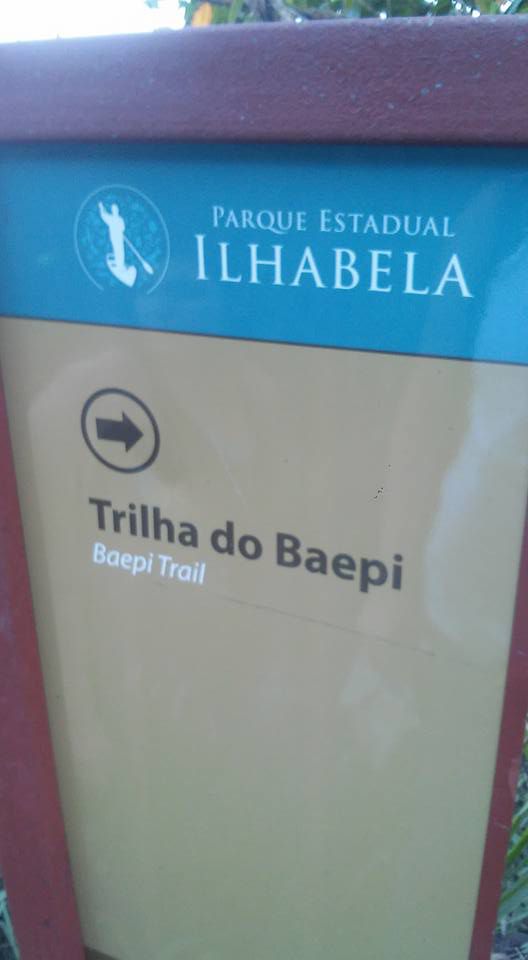 PARQUE ESTADUAL
ILHABELA
Trilha do Baepi
Baepi Trail